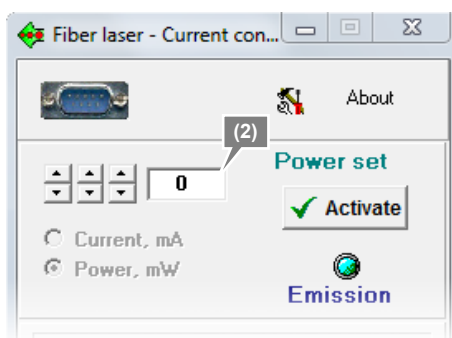 Fiber laser - Current con...
About
(2)
Power set
0
Activate
Current, mA
Power, mW
Emission